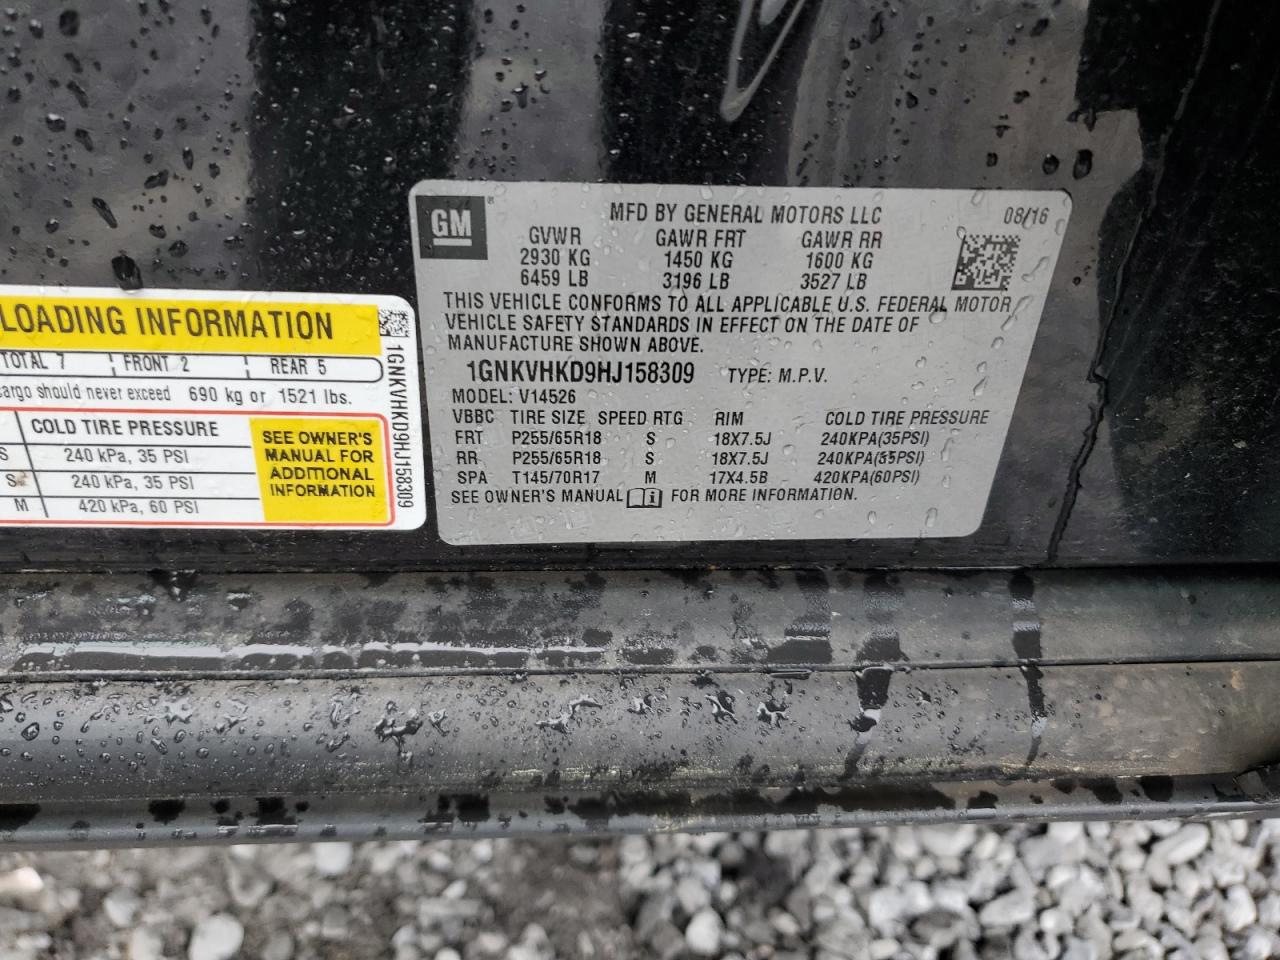 GM
®
MFD BY GENERAL MOTORS LLC 08/16
GVWR GAWR FRT GAWR RR
2930 KG 1450 KG 1600 KG
6459 LB 3196 LB 3527 LB
THIS VEHICLE CONFORMS TO ALL APPLICABLE U.S. FEDERAL MOTOR
VEHICLE SAFETY STANDARDS IN EFFECT ON THE DATE OF
MANUFACTURE SHOWN ABOVE.
1GNKVHKD9HJ158309 TYPE: M.P.V.
MODEL: V14526
VBBC TIRE SIZE SPEED RTG RIM COLD TIRE PRESSURE
FRT P255/65R18 S 18X7.5J 240KPA(35PSI)
RR P255/65R18 S 18X7.5J 240KPA(35PSI)
SPA T145/70R17 M 17X4.5B 420KPA(60PSI)
SEE OWNER'S MANUAL i FOR MORE INFORMATION.
LOADING INFORMATION
TOTAL 7 FRONT 2 REAR 5
cargo should never exceed 690 kg or 1521 lbs.
COLD TIRE PRESSURE
S 240 kPa, 35 PSI
S 240 kPa, 35 PSI
M 420 kPa, 60 PSI
SEE OWNER'S
MANUAL FOR
ADDITIONAL
INFORMATION
1GNKVHKD9HJ158309